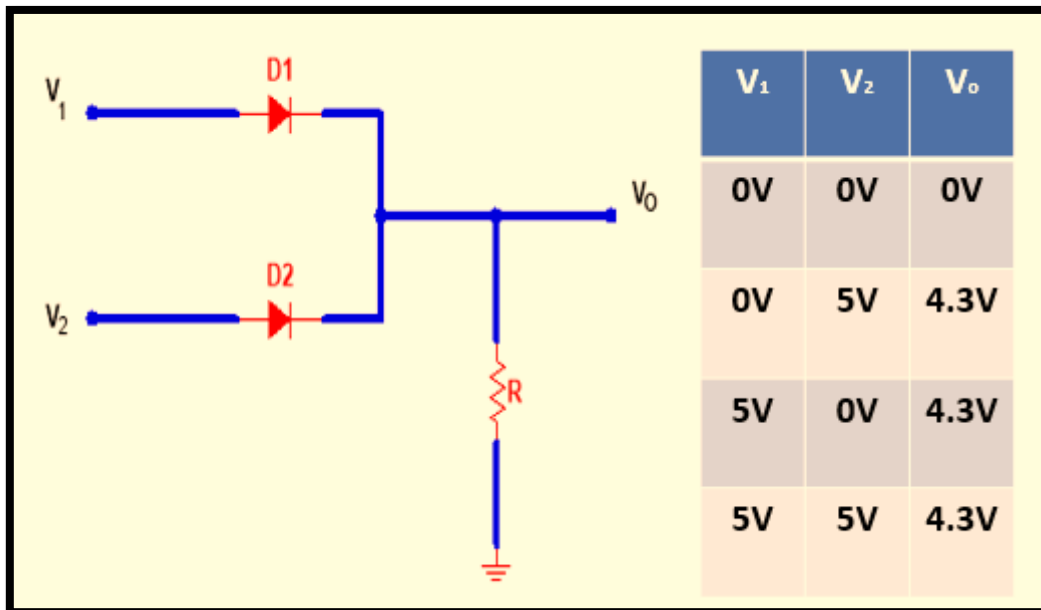 D1
V1
V0
D2
V2
R
V₁ V₂ Vₒ
0V 0V 0V
0V 5V 4.3V
5V 0V 4.3V
5V 5V 4.3V